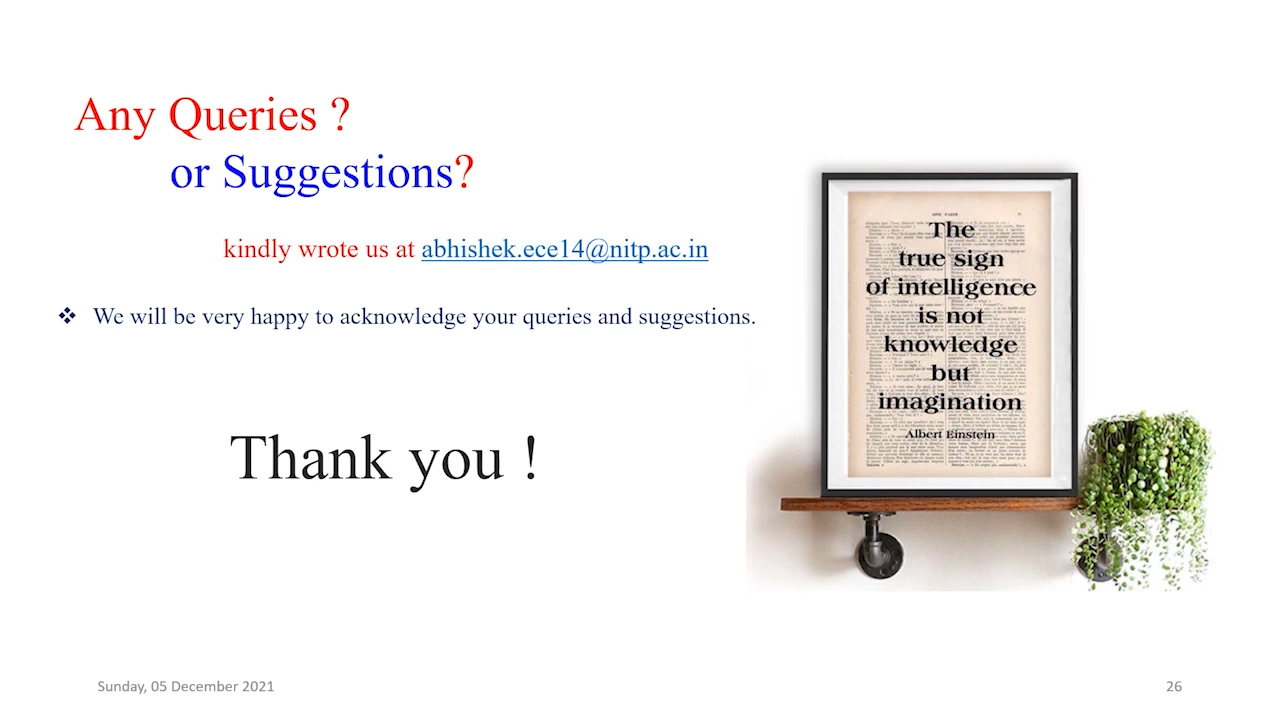 Any Queries ?
or Suggestions?
kindly wrote us at abhishek.ece14@nitp.ac.in
❖ We will be very happy to acknowledge your queries and suggestions.
Thank you !
The
true sign
of intelligence
is not
knowledge
but
imagination
Albert Einstein
Sunday, 05 December 2021
26